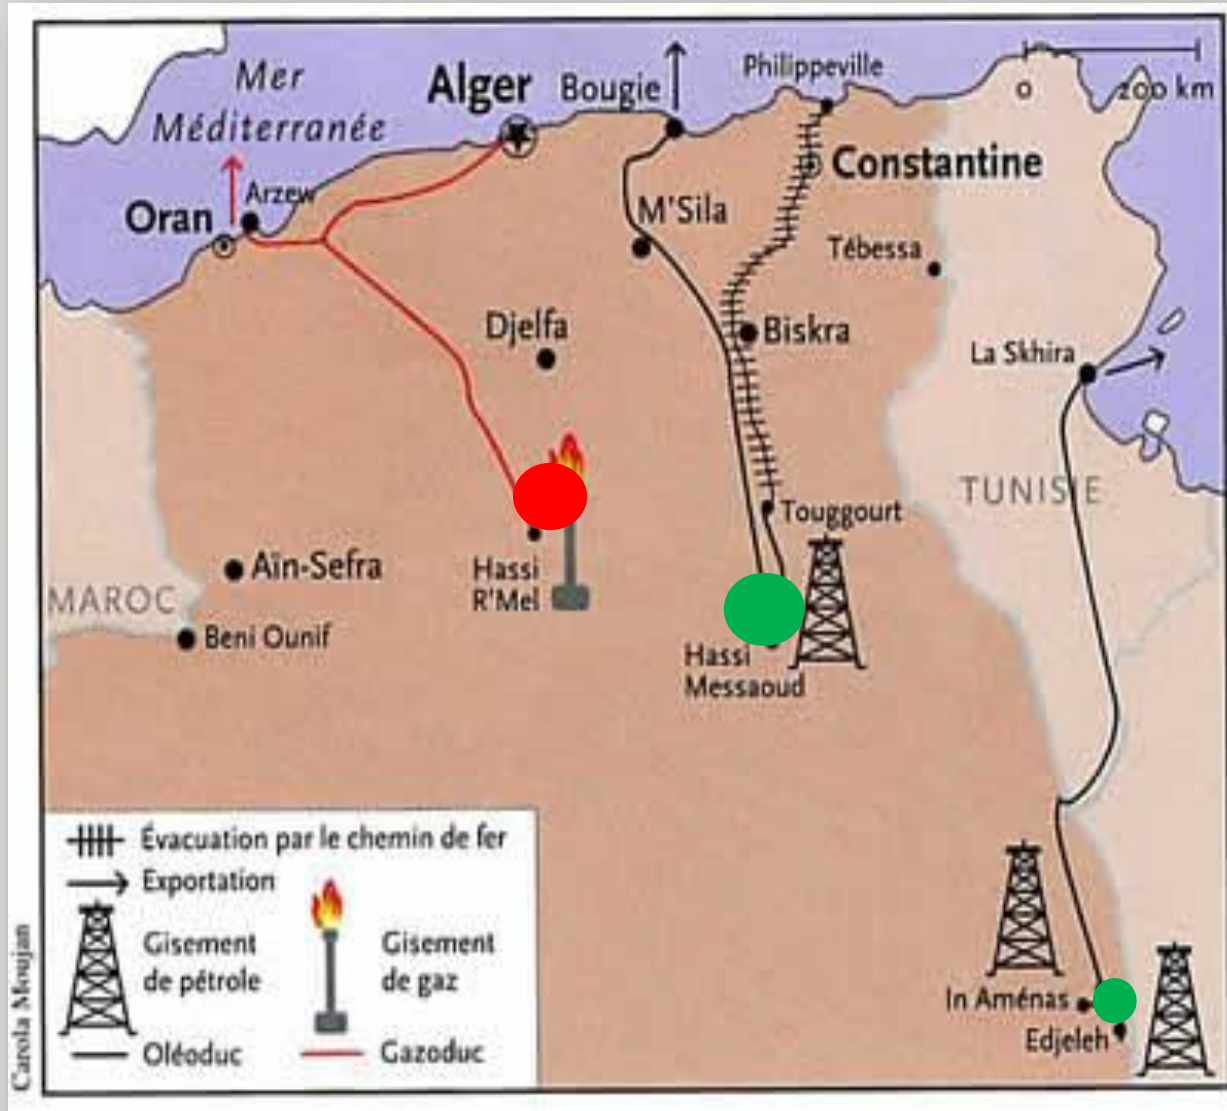 Mer
Méditerranée
Alger
Bougie
Philippeville
0
200 km
Arzew
Oran
Constantine
M'Sila
Tébessa
Djelfa
Biskra
La Skhira
TUNISIE
Touggourt
Hassi
R'Mel
Aïn-Sefra
MAROC
Beni Ounif
Hassi
Messaoud
In Aménas
Edjeleh
Évacuation par le chemin de fer
Exportation
Gisement
de pétrole
Gisement
de gaz
Oléoduc
Gazoduc
Carola Moujan